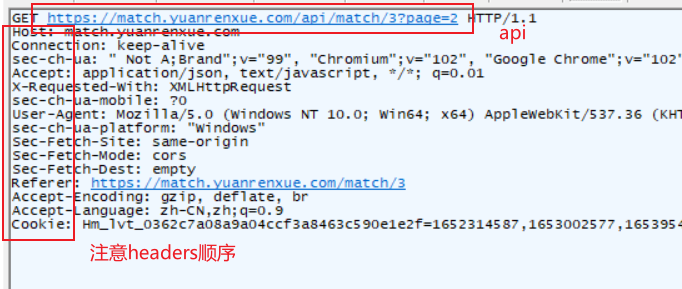 GET https://match.yuanrenxue.com/api/match/3?page=2 HTTP/1.1
api
Host: match.yuanrenxue.com
Connection: keep-alive
sec-ch-ua: " Not A;Brand";v="99", "Chromium";v="102", "Google Chrome";v="102"
Accept: application/json, text/javascript, */*; q=0.01
X-Requested-With: XMLHttpRequest
sec-ch-ua-mobile: ?0
User-Agent: Mozilla/5.0 (Windows NT 10.0; Win64; x64) AppleWebKit/537.36 (KHT
sec-ch-ua-platform: "Windows"
Sec-Fetch-Site: same-origin
Sec-Fetch-Mode: cors
Sec-Fetch-Dest: empty
Referer: https://match.yuanrenxue.com/match/3
Accept-Encoding: gzip, deflate, br
Accept-Language: zh-CN,zh;q=0.9
Cookie: Hm_lvt_0362c7a08a9a04ccf3a8463c590e1e2f=1652314587,1653002577,1653954
注意headers顺序